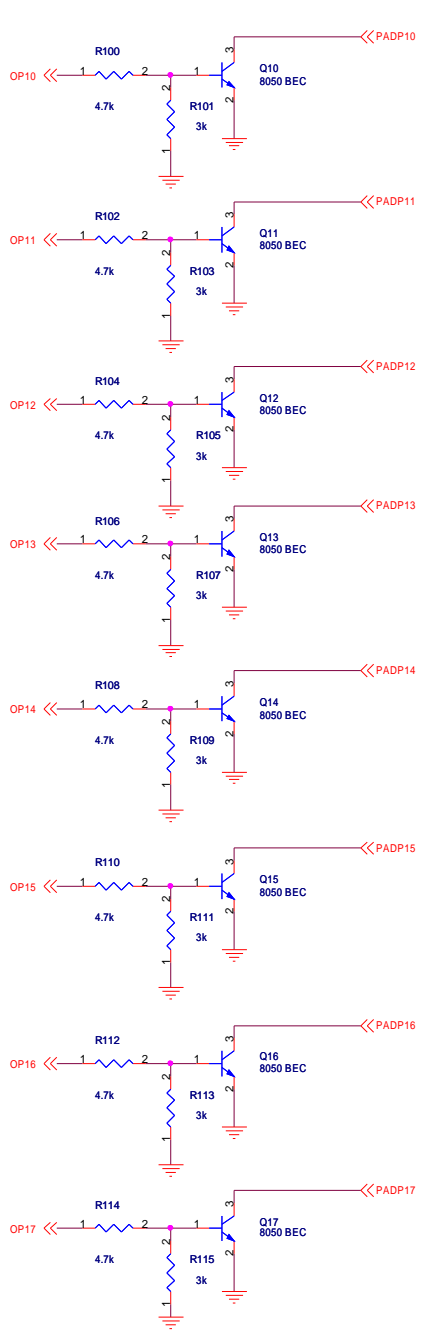 PADP10
R100
3
Q10
OP10
1
2
1
8050 BEC
2
2
4.7k
R101
3k
1
PADP11
R102
3
Q11
OP11
1
2
1
8050 BEC
2
2
4.7k
R103
3k
1
PADP12
R104
3
Q12
OP12
1
2
1
8050 BEC
2
2
4.7k
R105
3k
1
PADP13
R106
3
Q13
OP13
1
2
1
8050 BEC
2
2
4.7k
R107
3k
1
PADP14
R108
3
Q14
OP14
1
2
1
8050 BEC
2
2
4.7k
R109
3k
1
PADP15
R110
3
Q15
OP15
1
2
1
8050 BEC
2
2
4.7k
R111
3k
1
PADP16
R112
3
Q16
OP16
1
2
1
8050 BEC
2
2
4.7k
R113
3k
1
PADP17
R114
3
Q17
OP17
1
2
1
8050 BEC
2
2
4.7k
R115
3k
1